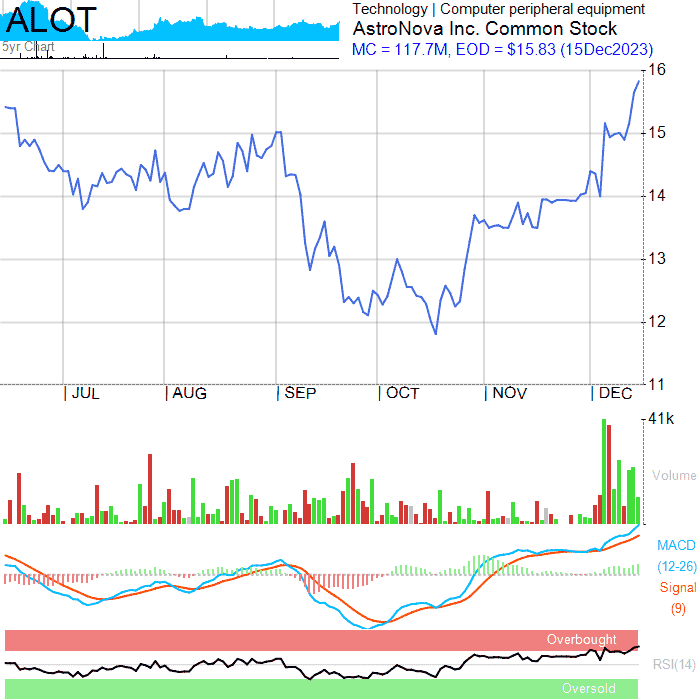 ALOT
5yr Chart
Technology | Computer peripheral equipment
AstroNova Inc. Common Stock
MC = 117.7M, EOD = $15.83 (15Dec2023)
16
15
14
13
12
11
| JUL | AUG | SEP | OCT | NOV | DEC
41k
Volume
MACD
(12-26)
Signal
(9)
Overbought
RSI(14)
Oversold